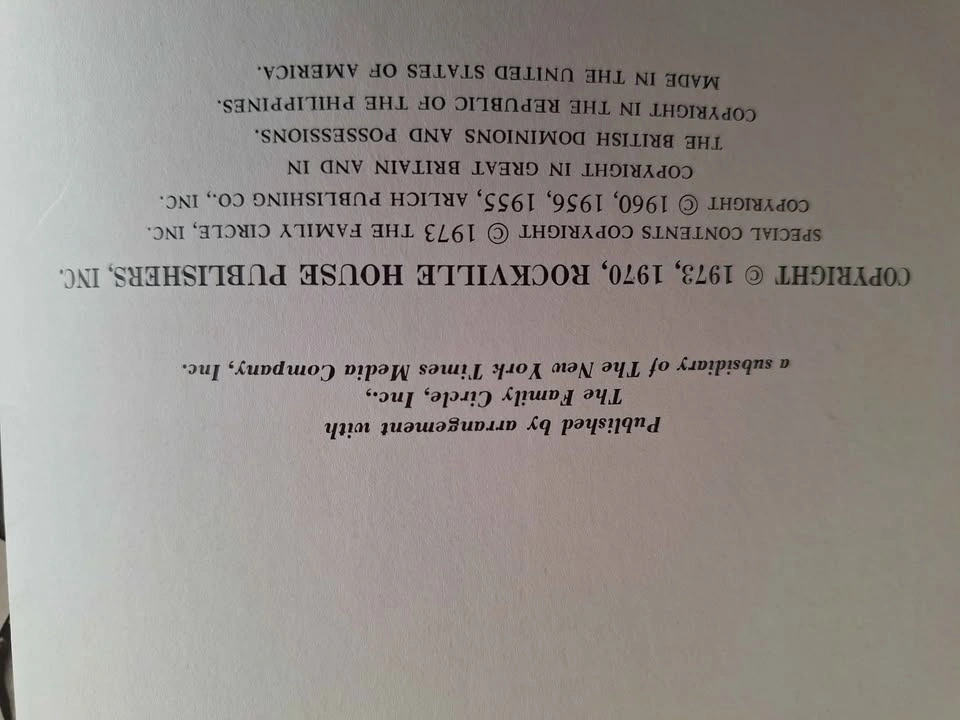 Published by arrangement with
The Family Circle, Inc.,
a subsidiary of The New York Times Media Company, Inc.
COPYRIGHT © 1973, 1970, ROCKVILLE HOUSE PUBLISHERS, INC.
SPECIAL CONTENTS COPYRIGHT © 1973 THE FAMILY CIRCLE, INC.
COPYRIGHT © 1960, 1956, 1955, ARLICH PUBLISHING CO., INC.
COPYRIGHT IN GREAT BRITAIN AND IN
THE BRITISH DOMINIONS AND POSSESSIONS.
COPYRIGHT IN THE REPUBLIC OF THE PHILIPPINES.
MADE IN THE UNITED STATES OF AMERICA.